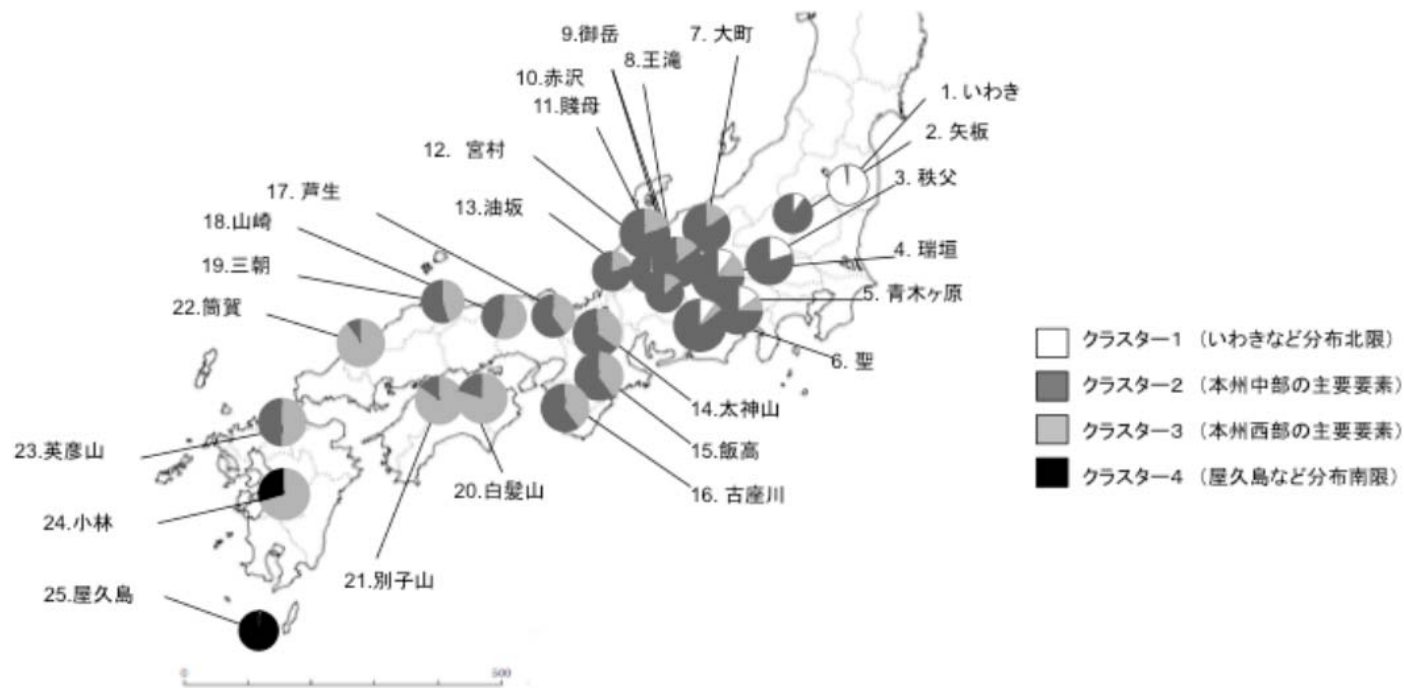 9.御岳
7. 大町
8.王滝
10.赤沢
11.賤母
12. 宮村
1. いわき
2. 矢板
3. 秩父
17. 芦生
18.山崎
13.油坂
4. 瑞垣
19.三朝
5. 青木ヶ原
22.筒賀
6. 聖
クラスター1 (いわきなど分布北限)
クラスター2 (本州中部の主要要素)
クラスター3 (本州西部の主要要素)
クラスター4 (屋久島など分布南限)
14.太神山
15.飯高
16. 古座川
23.英彦山
20.白髪山
24.小林
21.別子山
25.屋久島
0 500